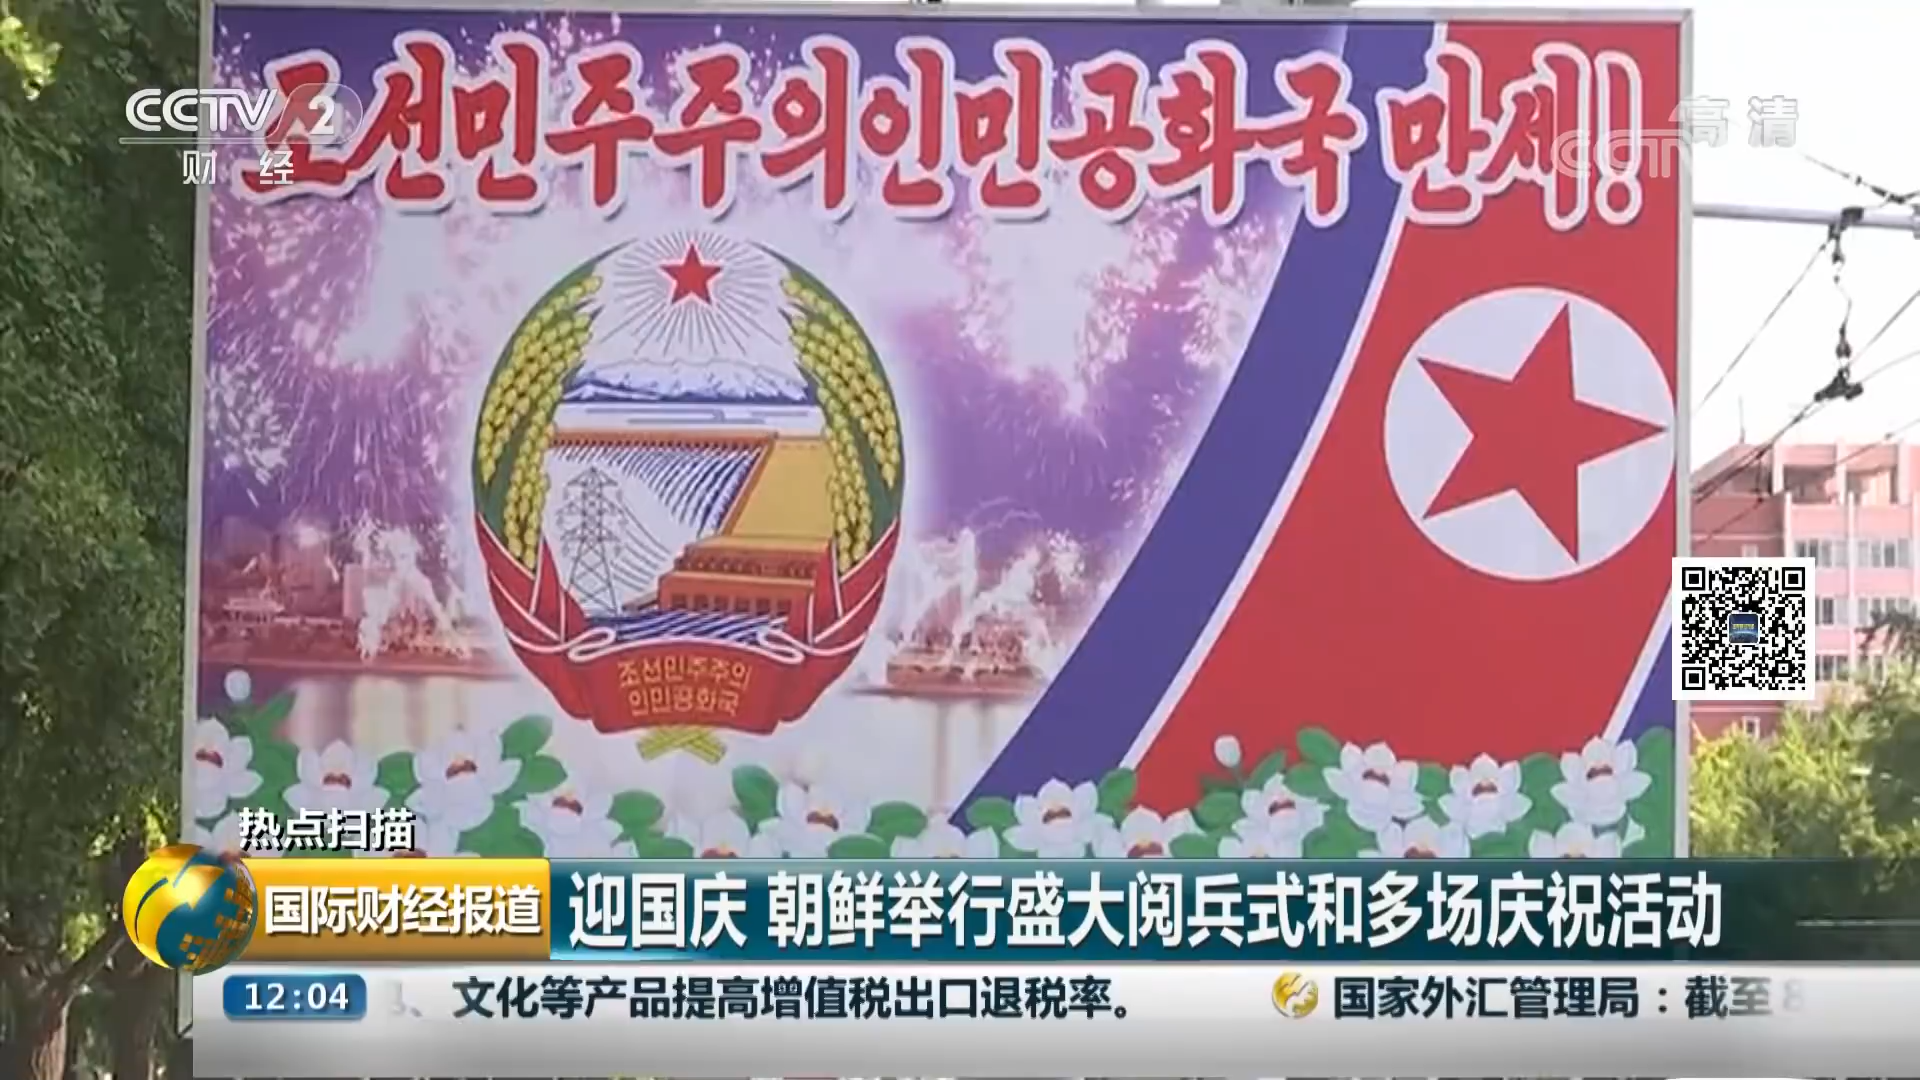 조선민주주의인민공화국 만세!
CCTV 2
财 经
高清
CCTV
조선민주주의
인민공화국
热点扫描
国际财经报道
迎国庆 朝鲜举行盛大阅兵式和多场庆祝活动
12:04
、文化等产品提高增值税出口退税率。
国家外汇管理局：截至 8